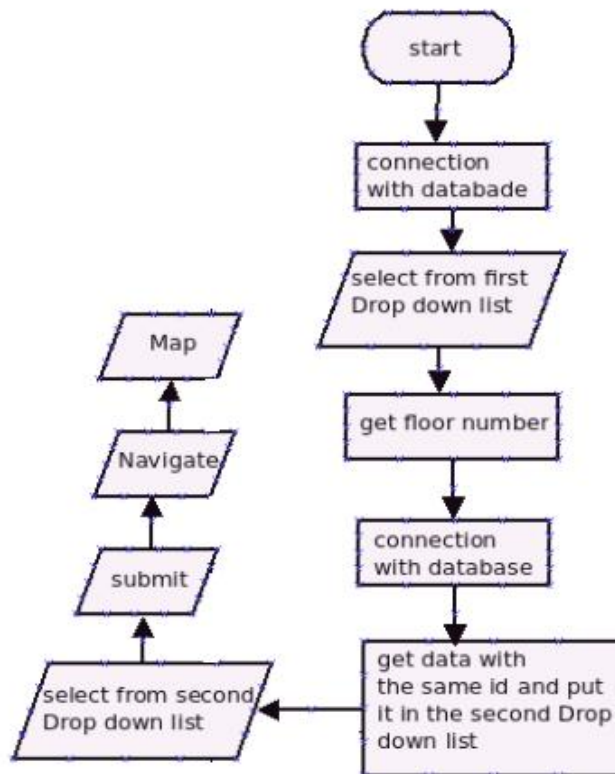 start
connection
with databade
select from first
Drop down list
get floor number
connection
with database
get data with
the same id and put
it in the second Drop
down list
select from second
Drop down list
submit
Navigate
Map